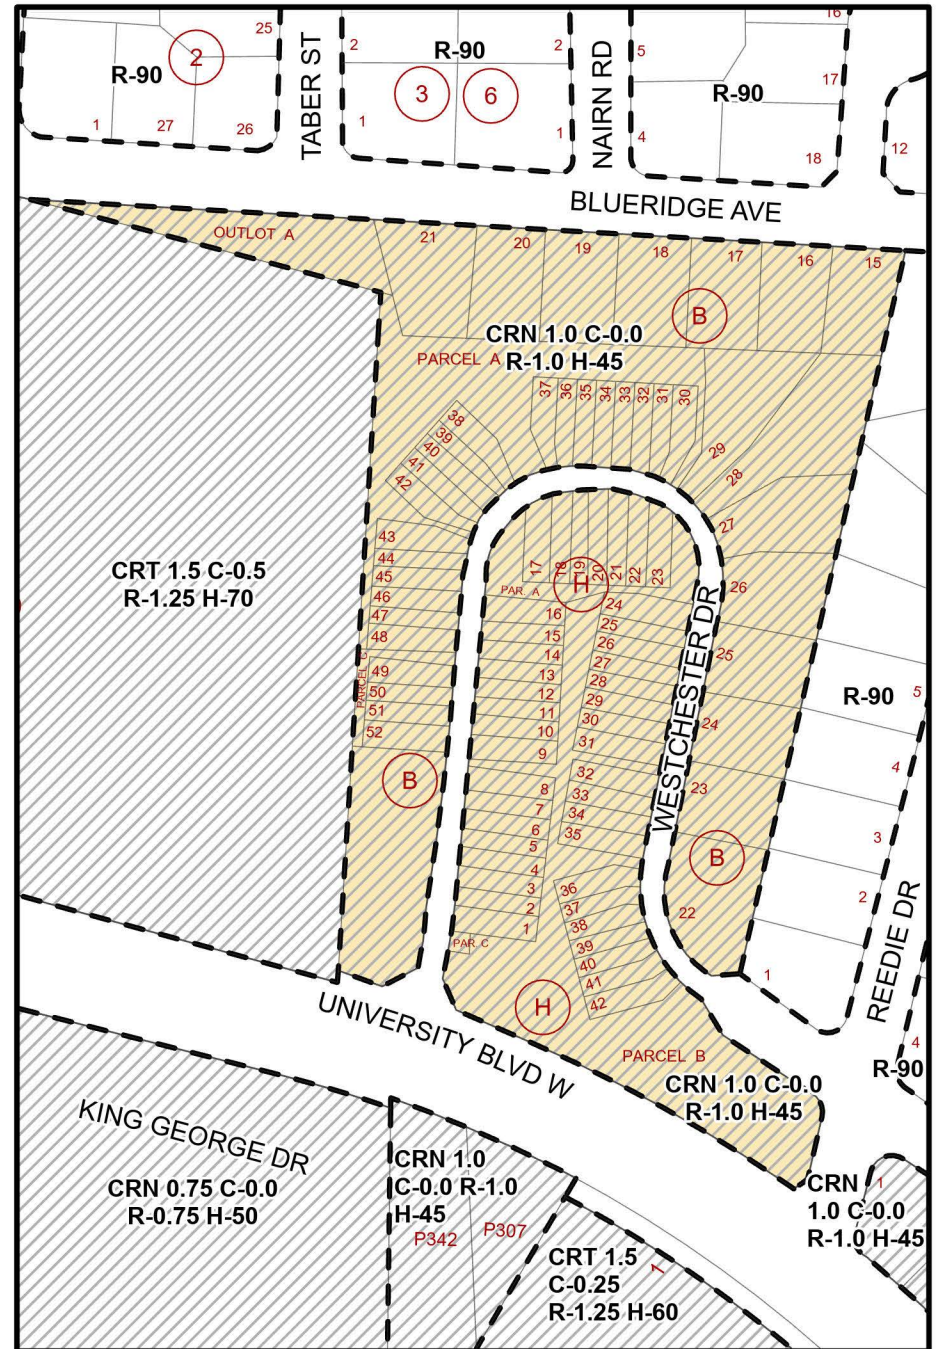 16
25
2
R-90
2
R-90
2
5
R-90
17
3
6
1
27
26
TABER ST
1
1
NAIRN RD
4
18
12
BLUERIDGE AVE
OUTLOT A
21
20
19
18
17
16
15
B
CRN 1.0 C-0.0
R-1.0 H-45
PARCEL A
37
36
35
34
33
32
31
30
38
39
40
41
42
29
28
27
26
25
24
23
22
43
44
45
46
47
48
49
50
51
52
PARCEL C
B
17
18
19
20
21
22
23
H
PAR. A
16
15
14
13
12
11
10
9
8
7
6
5
4
3
2
1
PAR. C
24
25
26
27
28
29
30
31
32
33
34
35
36
37
38
39
40
41
42
H
WESTCHESTER DR
B
CRT 1.5 C-0.5
R-1.25 H-70
R-90
5
4
3
2
1
REEDIE DR
4
R-90
UNIVERSITY BLVD W
PARCEL B
CRN 1.0 C-0.0
R-1.0 H-45
KING GEORGE DR
CRN 0.75 C-0.0
R-0.75 H-50
CRN 1.0
C-0.0 R-1.0
H-45
P342
P307
CRT 1.5
C-0.25
R-1.25 H-60
1
CRN
1
1.0 C-0.0
R-1.0 H-45